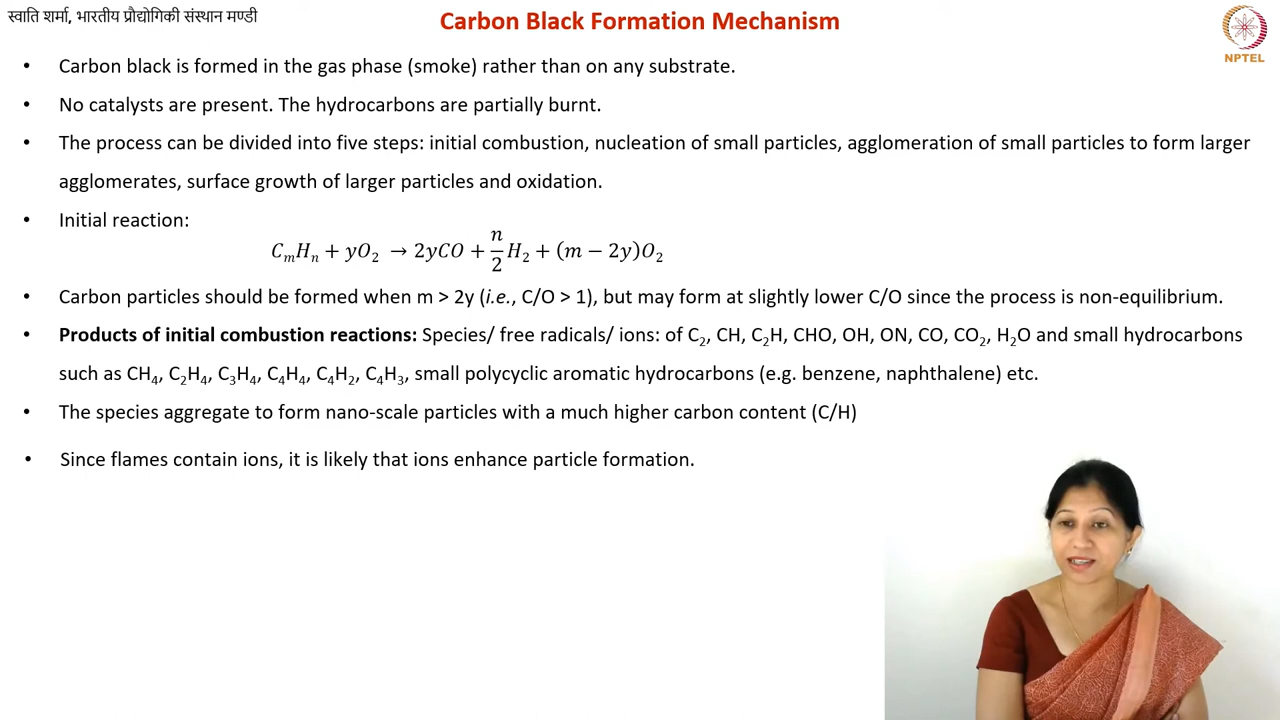 स्वाति शर्मा, भारतीय प्रौद्योगिकी संस्थान मण्डी
Carbon Black Formation Mechanism
NPTEL
• Carbon black is formed in the gas phase (smoke) rather than on any substrate.
• No catalysts are present. The hydrocarbons are partially burnt.
• The process can be divided into five steps: initial combustion, nucleation of small particles, agglomeration of small particles to form larger
agglomerates, surface growth of larger particles and oxidation.
• Initial reaction:
CₘHₙ + yO₂ → 2yCO + n/2 H₂ + (m − 2y)O₂
• Carbon particles should be formed when m > 2y (i.e., C/O > 1), but may form at slightly lower C/O since the process is non-equilibrium.
• Products of initial combustion reactions: Species/ free radicals/ ions: of C₂, CH, C₂H, CHO, OH, ON, CO, CO₂, H₂O and small hydrocarbons
such as CH₄, C₂H₄, C₃H₄, C₄H₄, C₄H₂, C₄H₃, small polycyclic aromatic hydrocarbons (e.g. benzene, naphthalene) etc.
• The species aggregate to form nano-scale particles with a much higher carbon content (C/H)
• Since flames contain ions, it is likely that ions enhance particle formation.